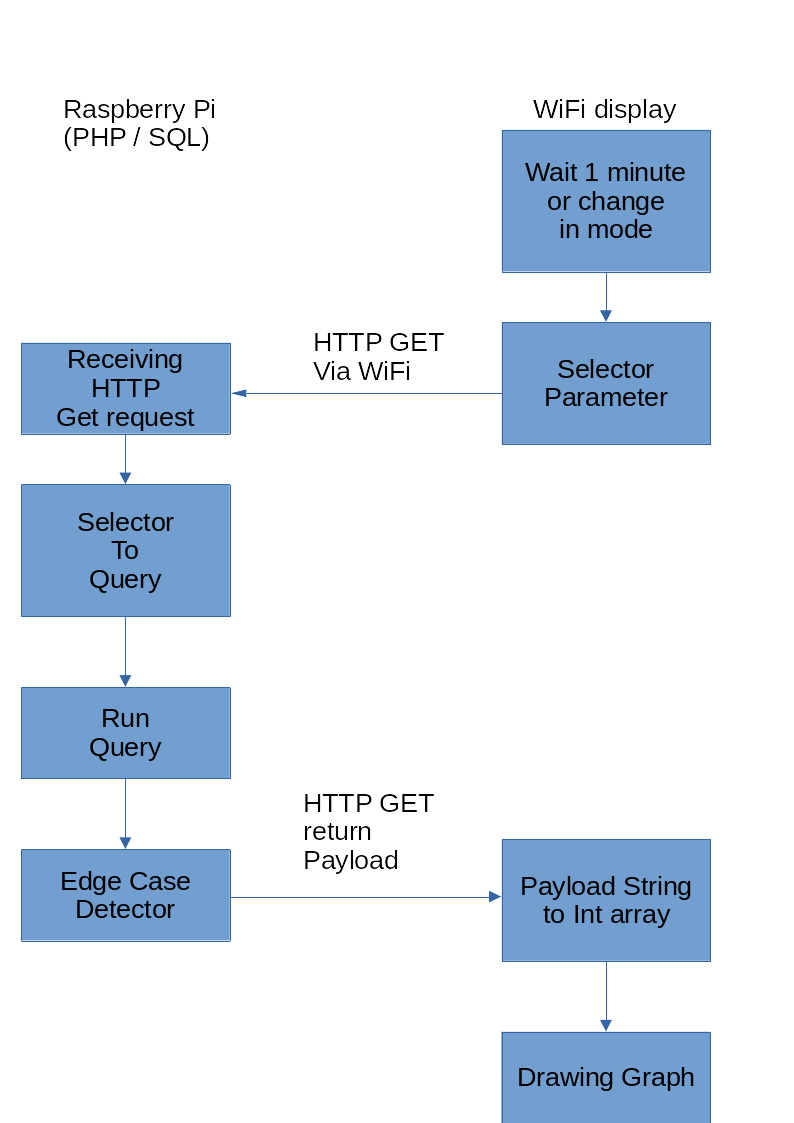 Raspberry Pi
(PHP / SQL)
WiFi display
Wait 1 minute
or change
in mode
HTTP GET
Via WiFi
Selector
Parameter
Receiving
HTTP
Get request
Selector
To
Query
Run
Query
Edge Case
Detector
HTTP GET
return
Payload
Payload String
to Int array
Drawing Graph